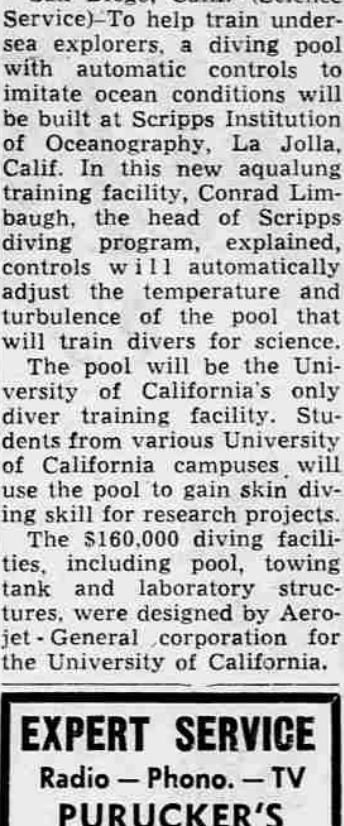 San Diego, Calif. (Science
Service)–To help train under-
sea explorers, a diving pool
with automatic controls to
imitate ocean conditions will
be built at Scripps Institution
of Oceanography, La Jolla,
Calif. In this new aqualung
training facility, Conrad Lim-
baugh, the head of Scripps
diving program, explained,
controls will automatically
adjust the temperature and
turbulence of the pool that
will train divers for science.
The pool will be the Uni-
versity of California's only
diver training facility. Stu-
dents from various University
of California campuses will
use the pool to gain skin div-
ing skill for research projects.
The $160,000 diving facili-
ties, including pool, towing
tank and laboratory struc-
tures, were designed by Aero-
jet-General corporation for
the University of California.
EXPERT SERVICE
Radio — Phono. — TV
PURUCKER'S